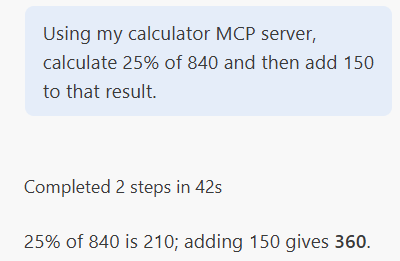 Using my calculator MCP server,
calculate 25% of 840 and then add 150
to that result.
Completed 2 steps in 42s
25% of 840 is 210; adding 150 gives 360.